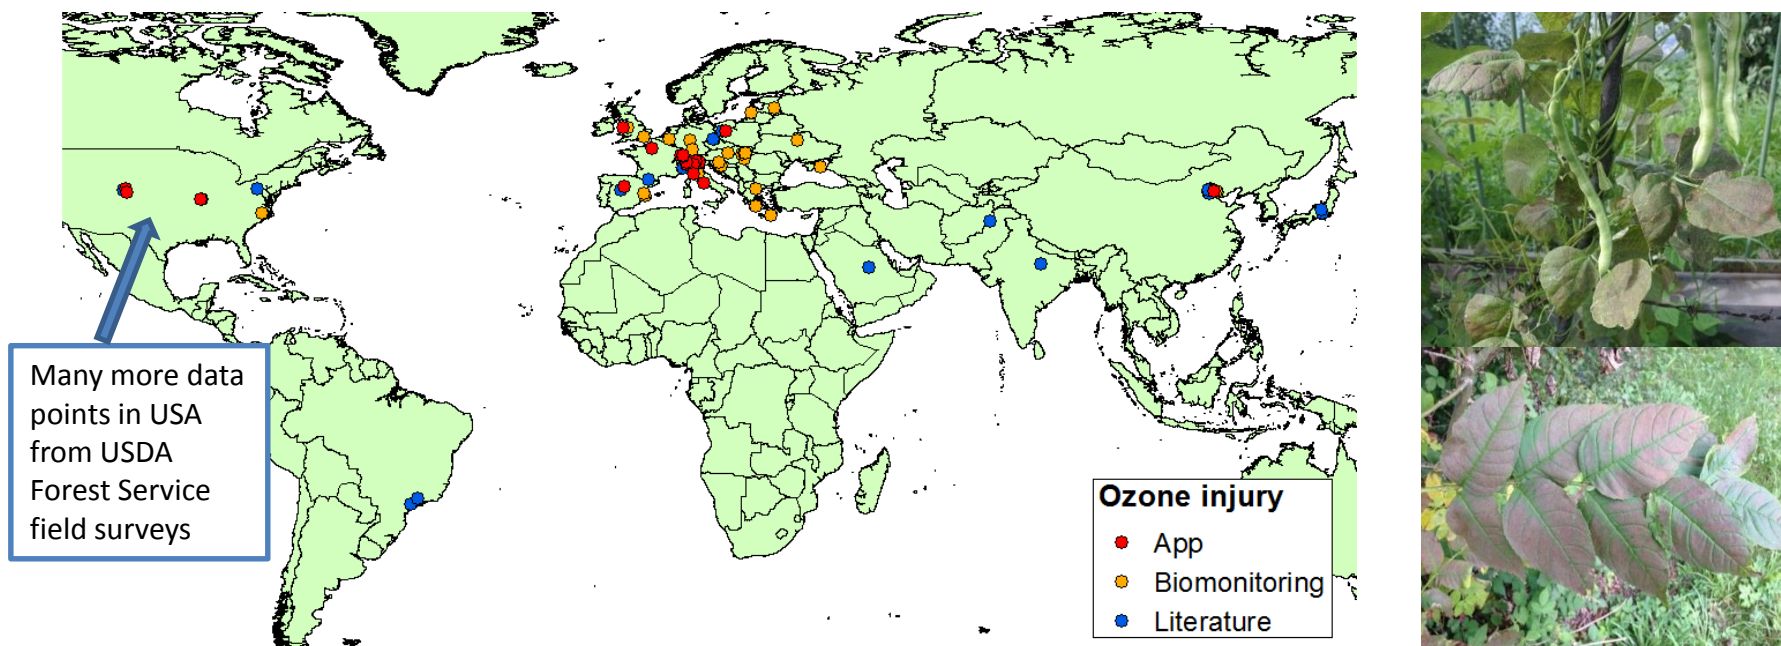 Many more data
points in USA
from USDA
Forest Service
field surveys
Ozone injury
App
Biomonitoring
Literature